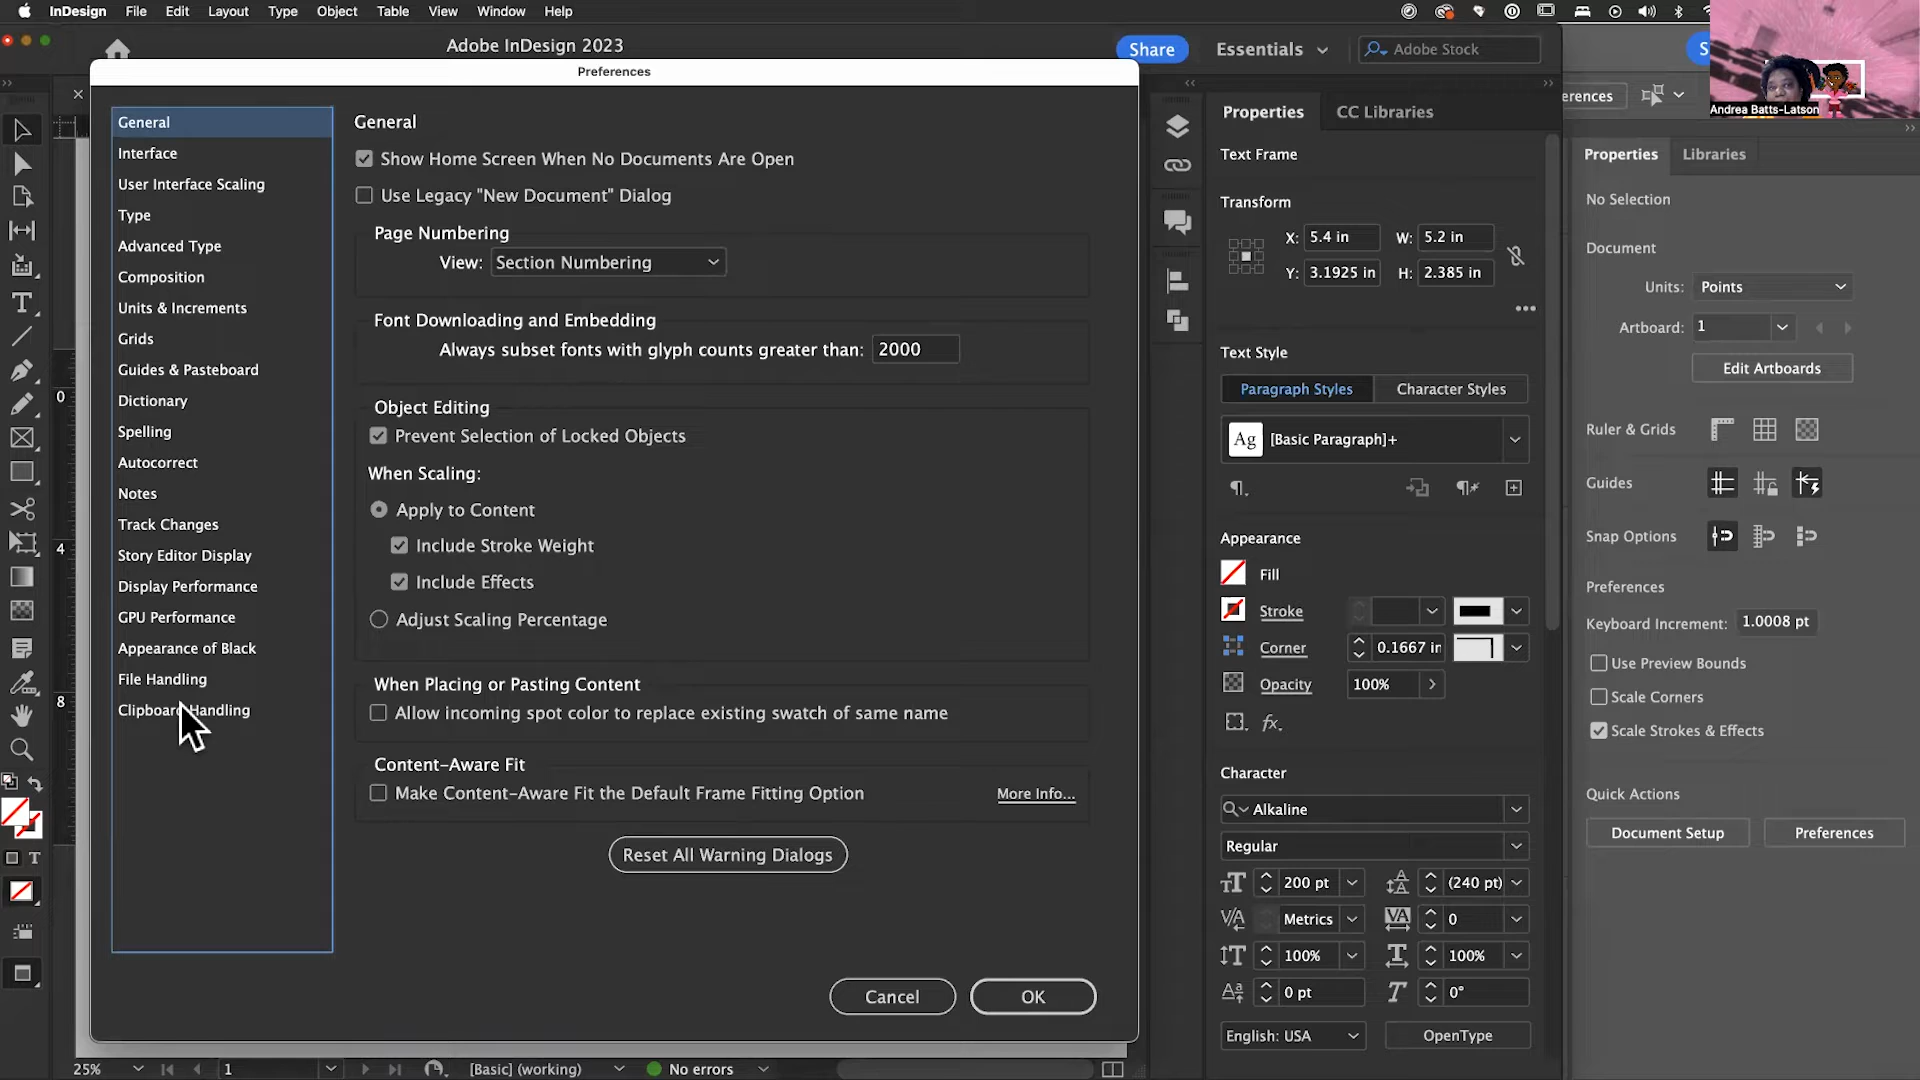 InDesign File Edit Layout Type Object Table View Window Help
Adobe InDesign 2023
Share
Essentials
Adobe Stock
Andrea Batts-Latson
Preferences
General
Interface
User Interface Scaling
Type
Advanced Type
Composition
Units & Increments
Grids
Guides & Pasteboard
Dictionary
Spelling
Autocorrect
Notes
Track Changes
Story Editor Display
Display Performance
GPU Performance
Appearance of Black
File Handling
Clipboard Handling
General
Show Home Screen When No Documents Are Open
Use Legacy "New Document" Dialog
Page Numbering
View: Section Numbering
Font Downloading and Embedding
Always subset fonts with glyph counts greater than: 2000
Object Editing
Prevent Selection of Locked Objects
When Scaling:
Apply to Content
Include Stroke Weight
Include Effects
Adjust Scaling Percentage
When Placing or Pasting Content
Allow incoming spot color to replace existing swatch of same name
Content-Aware Fit
Make Content-Aware Fit the Default Frame Fitting Option More Info...
Reset All Warning Dialogs
Cancel OK
0
4
8
25% 1 [Basic] (working) No errors
Properties CC Libraries
Text Frame
Transform
X: 5.4 in W: 5.2 in
Y: 3.1925 in H: 2.385 in
Text Style
Paragraph Styles Character Styles
Ag [Basic Paragraph]+
Appearance
Fill
Stroke
Corner 0.1667 in
Opacity 100%
fx.
Character
Alkaline
Regular
200 pt (240 pt)
Metrics 0
100% 100%
0 pt 0°
English: USA OpenType
erences
Properties Libraries
No Selection
Document
Units: Points
Artboard: 1
Edit Artboards
Ruler & Grids
Guides
Snap Options
Preferences
Keyboard Increment: 1.0008 pt
Use Preview Bounds
Scale Corners
Scale Strokes & Effects
Quick Actions
Document Setup Preferences